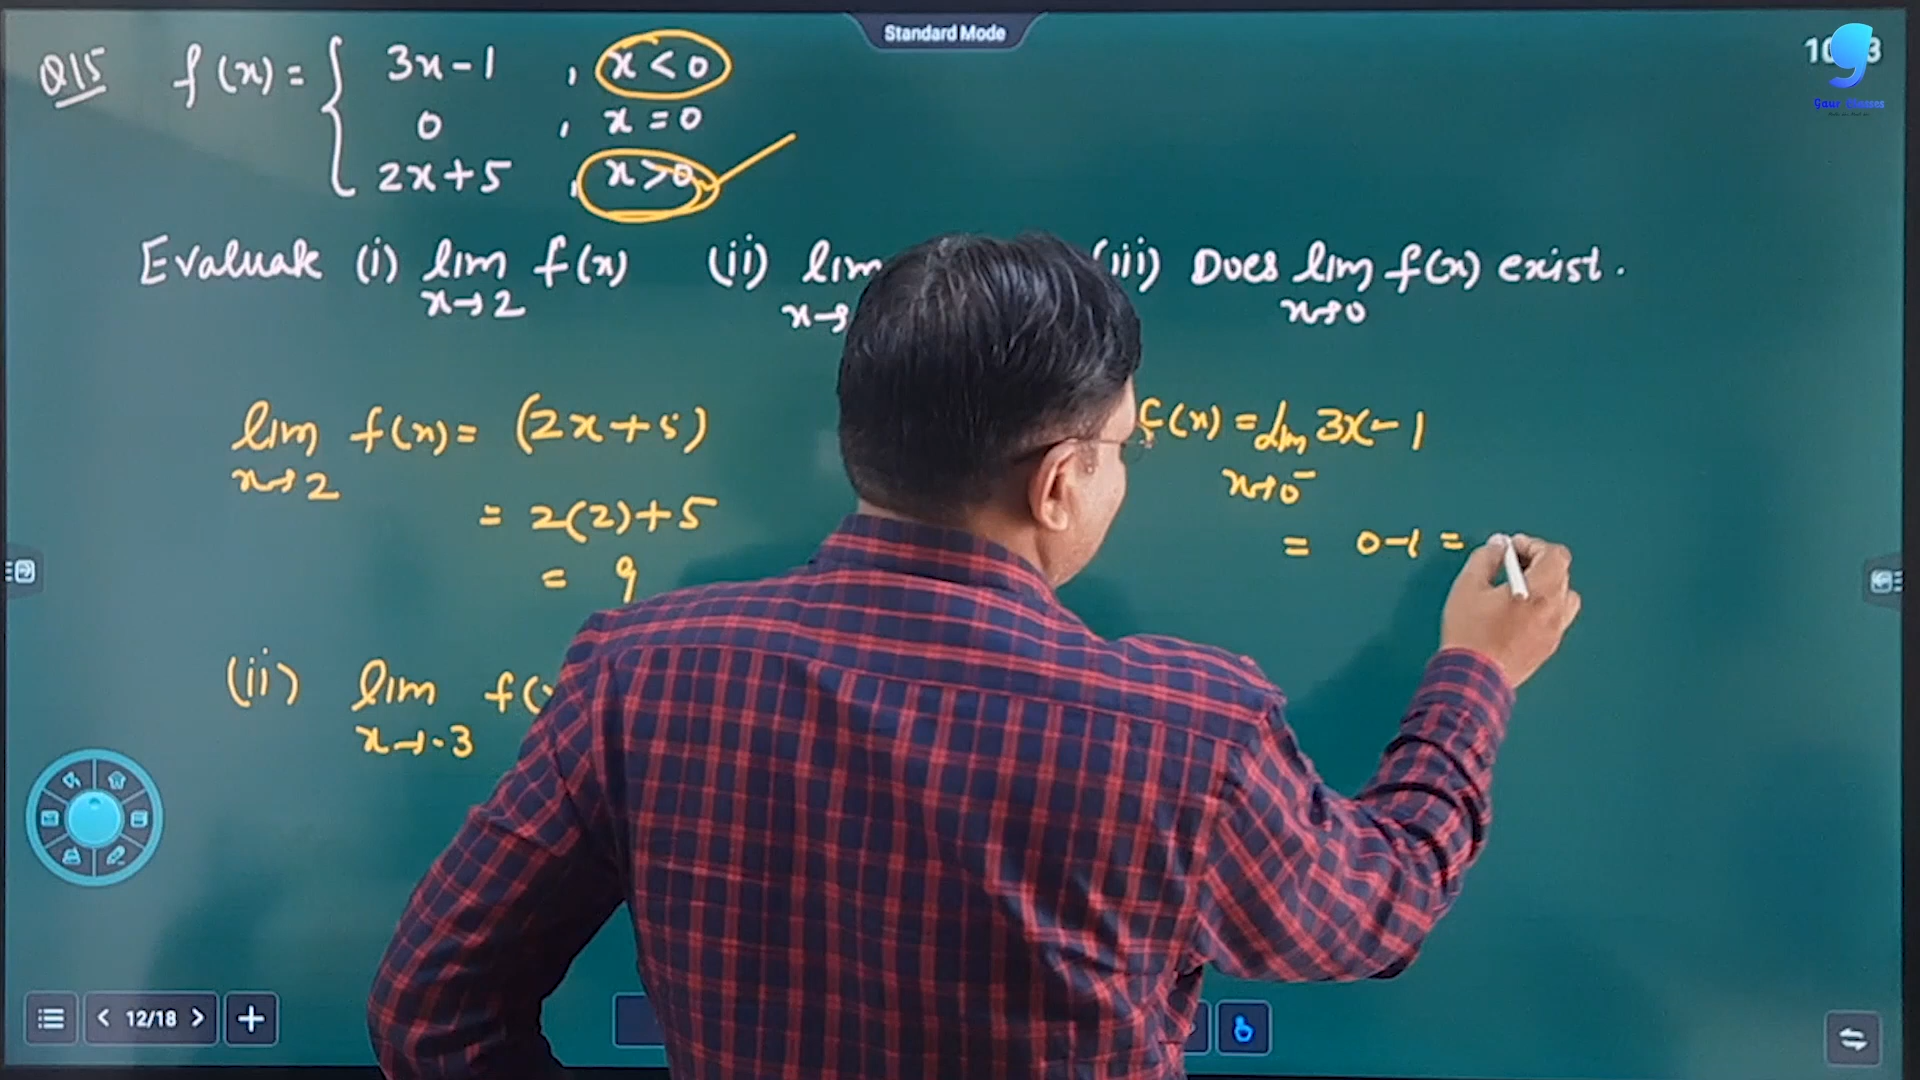 Standard Mode
Gaur Classes
Q15 f(x) = { 3x-1 , x<0
0 , x=0
2x+5 , x>0
Evaluate (i) lim x→2 f(x) (ii) lim x→ (iii) Does lim x→0 f(x) exist.
lim x→2 f(x) = (2x+5)
= 2(2)+5
= 9
(ii) lim x→-3 f(
f(x) = lim x→0⁻ 3x-1
= 0-1 =
12/18